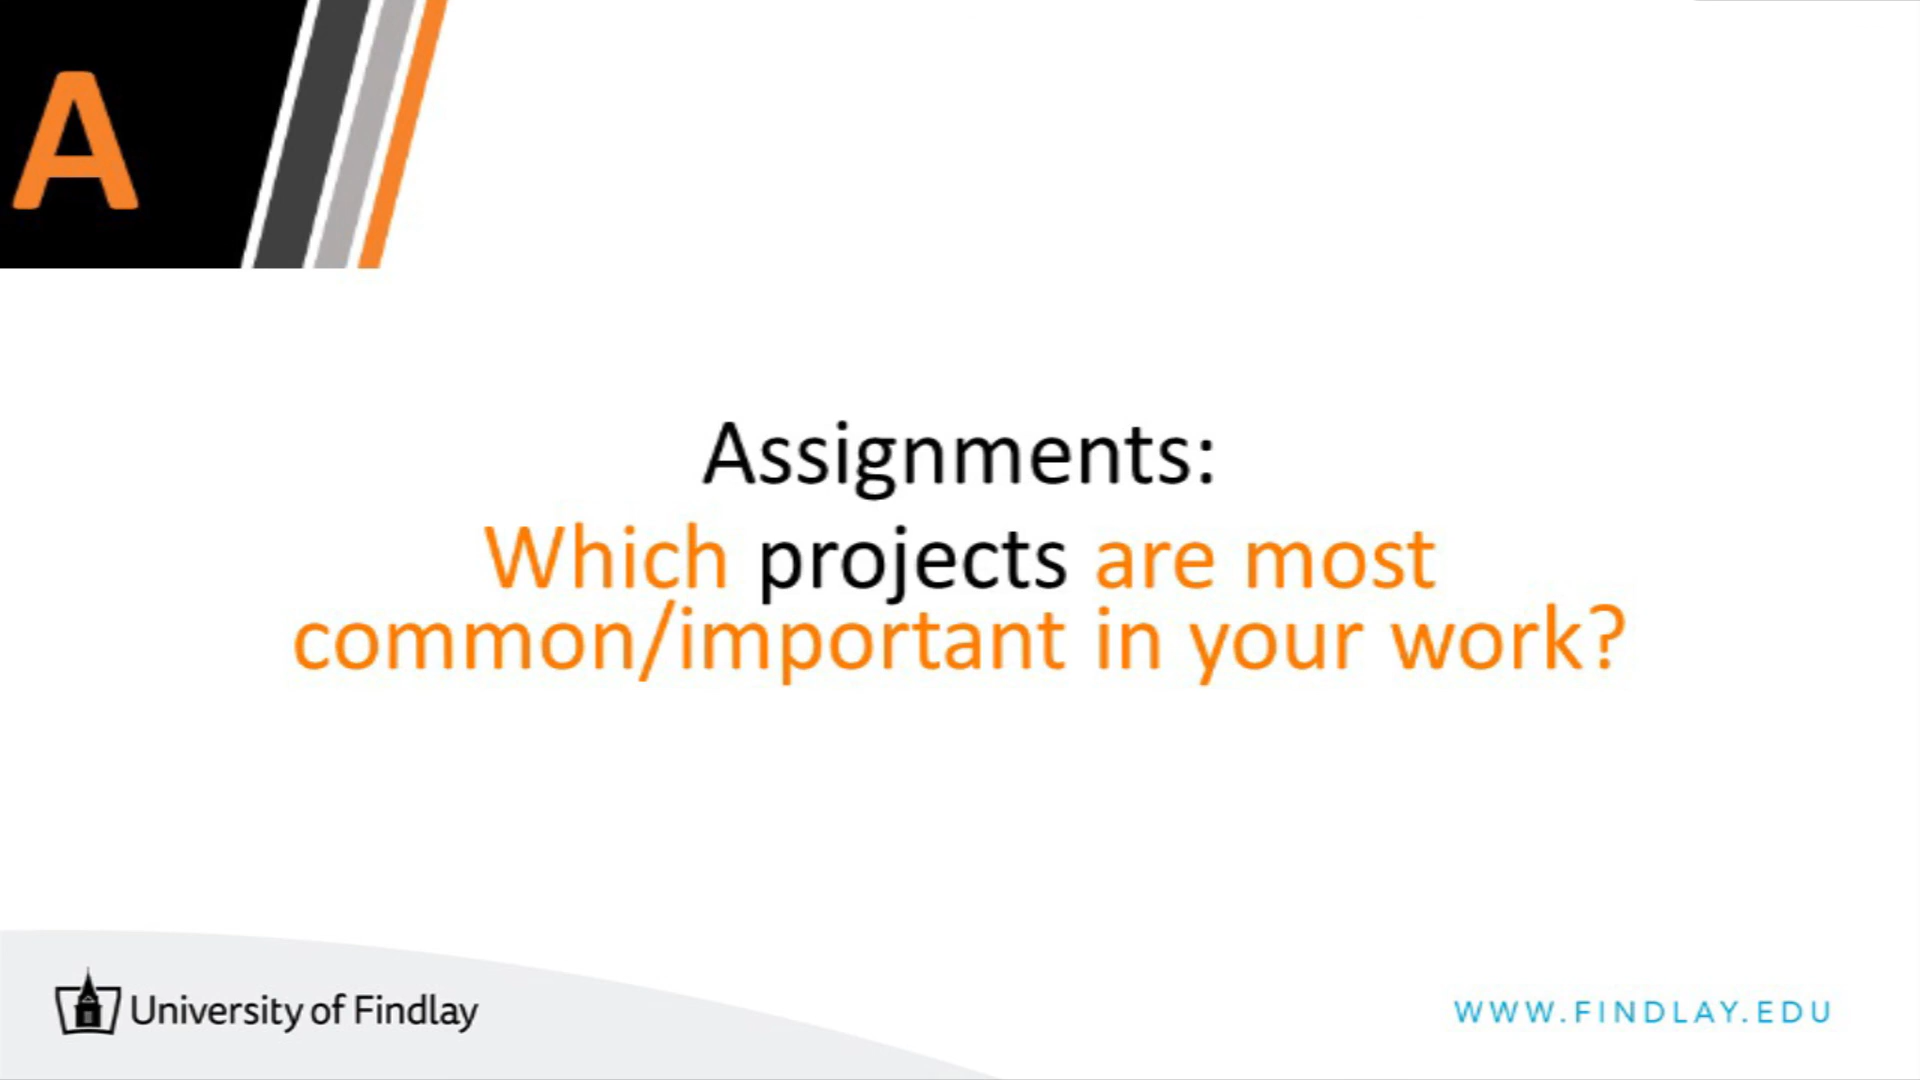 A
Assignments:
Which projects are most
common/important in your work?
University of Findlay
WWW.FINDLAY.EDU